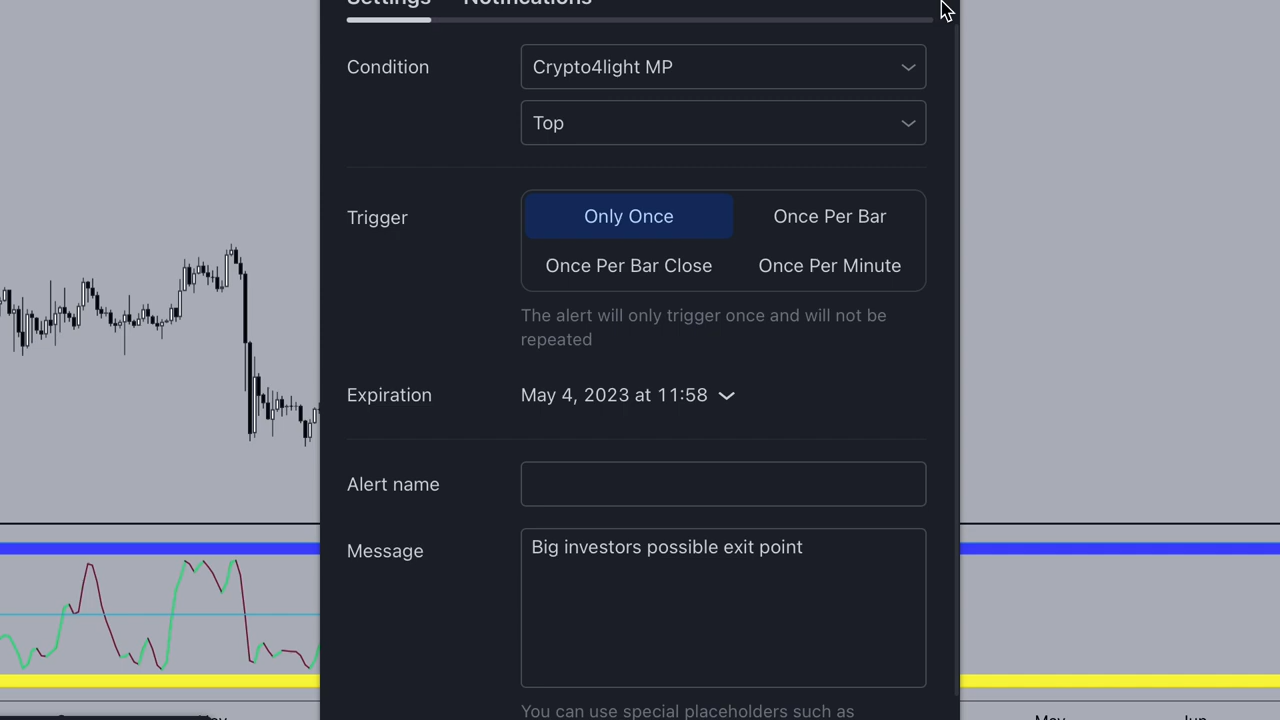 Settings Notifications
Condition Crypto4light MP
Top
Trigger Only Once Once Per Bar
Once Per Bar Close Once Per Minute
The alert will only trigger once and will not be
repeated
Expiration May 4, 2023 at 11:58
Alert name
Message Big investors possible exit point
You can use special placeholders such as
May Jun